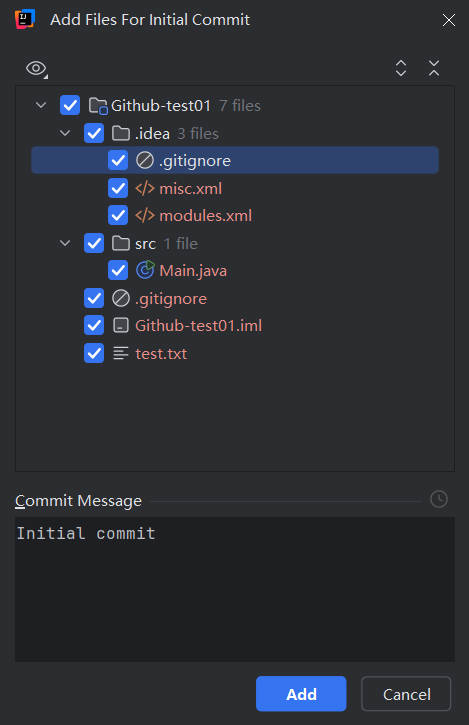 Add Files For Initial Commit
Github-test01 7 files
.idea 3 files
.gitignore
</> misc.xml
</> modules.xml
src 1 file
Main.java
.gitignore
Github-test01.iml
test.txt
Commit Message
Initial commit
Add Cancel